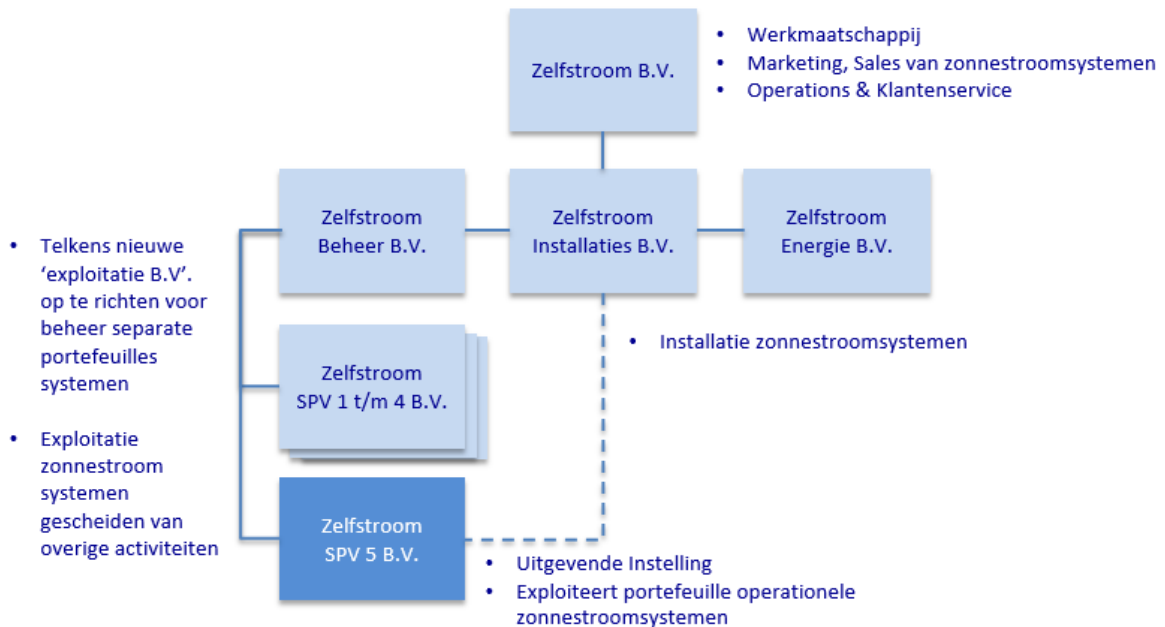 Zelfstroom B.V.
• Werkmaatschappij
• Marketing, Sales van zonnestroomsystemen
• Operations & Klantenservice
Zelfstroom
Beheer B.V.
Zelfstroom
Installaties B.V.
Zelfstroom
Energie B.V.
• Telkens nieuwe
‘exploitatie B.V’.
op te richten voor
beheer separate
portefeuilles
systemen
• Installatie zonnestroomsystemen
Zelfstroom
SPV 1 t/m 4 B.V.
• Exploitatie
zonnestroom
systemen
gescheiden van
overige activiteiten
Zelfstroom
SPV 5 B.V.
• Uitgevende Instelling
• Exploiteert portefeuille operationele
zonnestroomsystemen